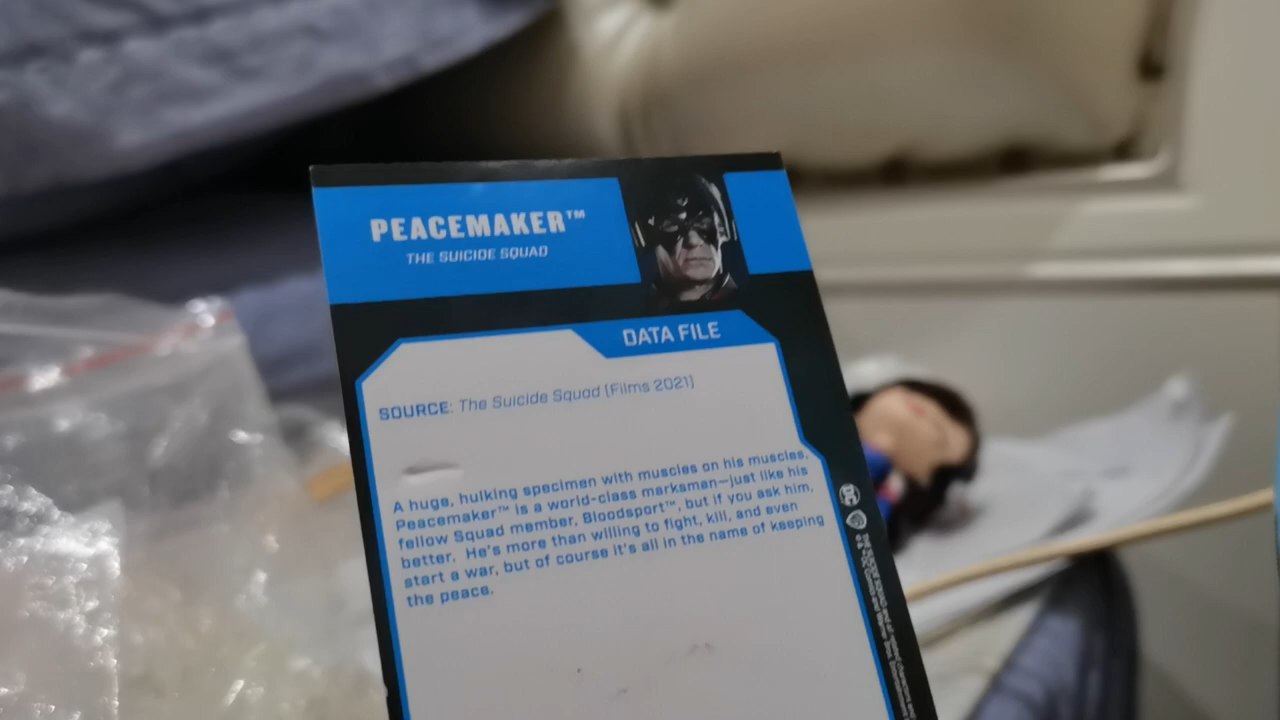 PEACEMAKER™
THE SUICIDE SQUAD
DATA FILE
SOURCE: The Suicide Squad (Films 2021)
A huge, hulking specimen with muscles on his muscles,
Peacemaker™ is a world-class marksman—just like his
fellow Squad member, Bloodsport™, but if you ask him,
better. He's more than willing to fight, kill, and even
start a war, but of course it's all in the name of keeping
the peace.
DC